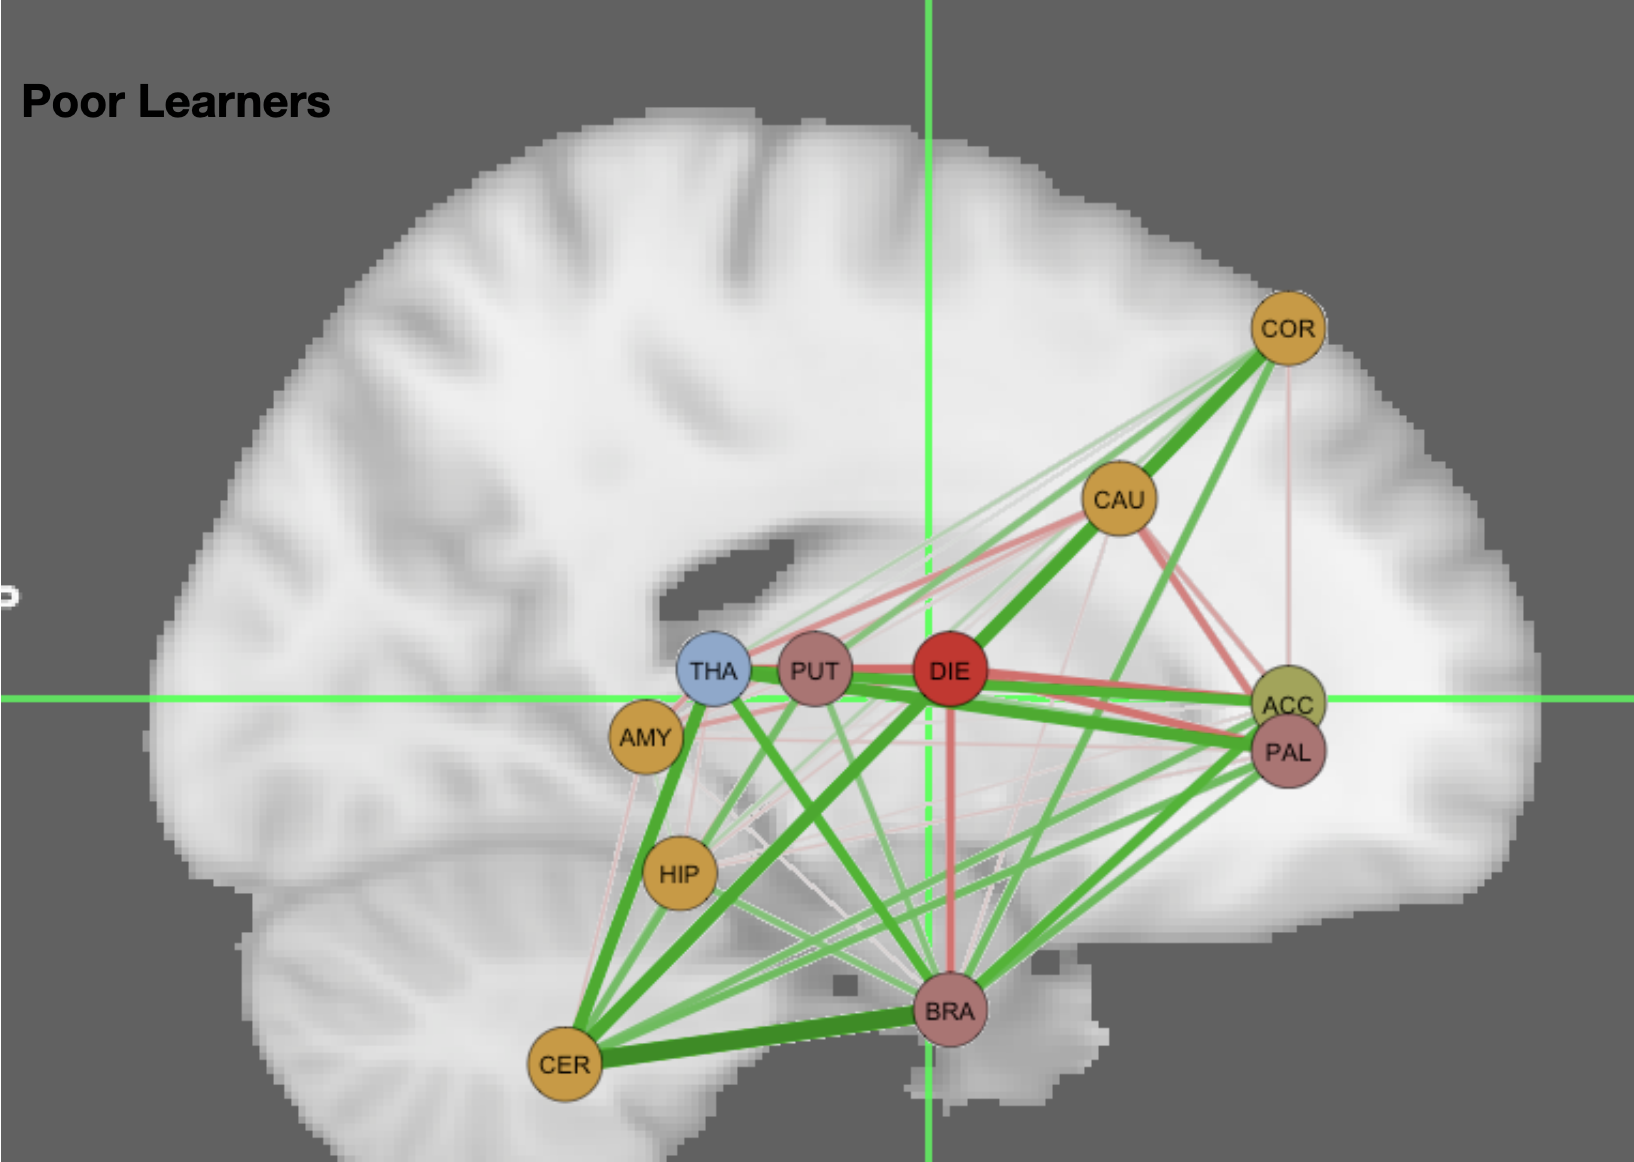 Poor Learners
COR
CAU
THA
PUT
DIE
ACC
AMY
PAL
HIP
BRA
CER